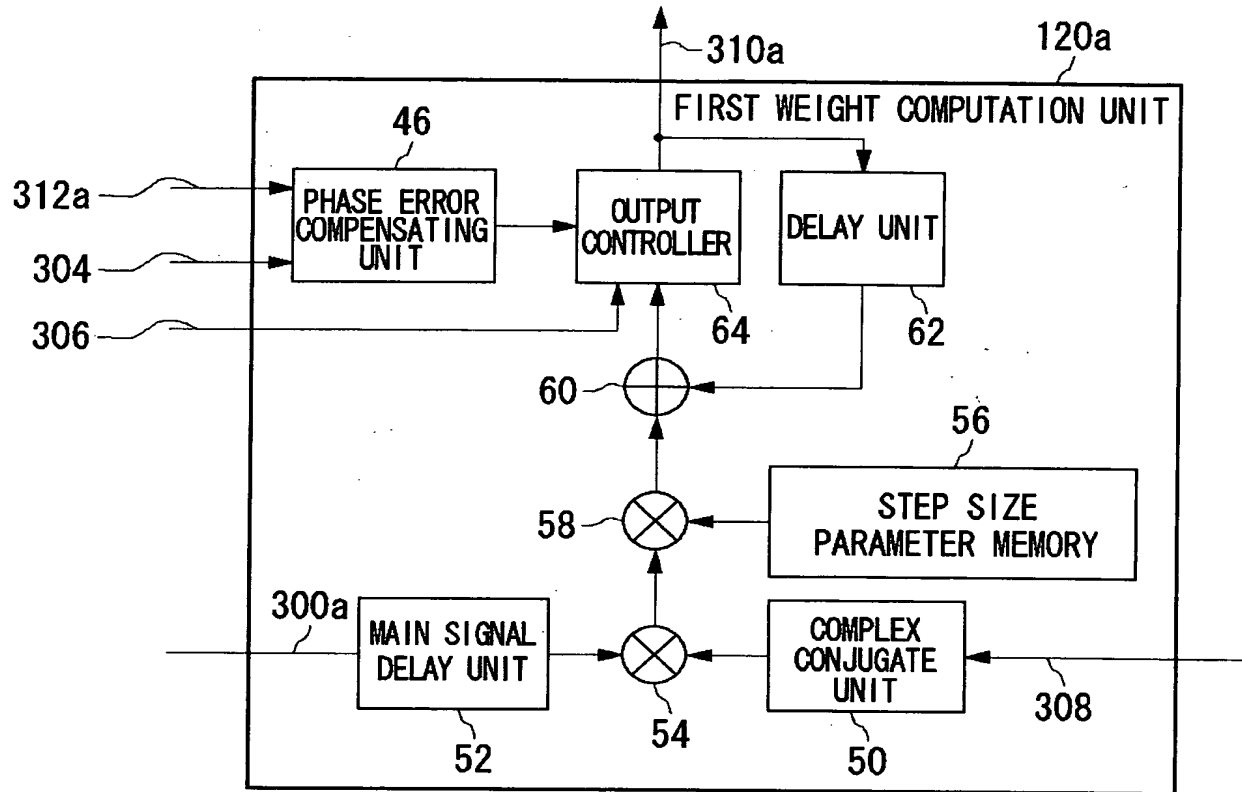 310a
120a
FIRST WEIGHT COMPUTATION UNIT
46
312a
PHASE ERROR
COMPENSATING
UNIT
OUTPUT
CONTROLLER
DELAY UNIT
304
306
64
62
60
56
58
STEP SIZE
PARAMETER MEMORY
300a
MAIN SIGNAL
DELAY UNIT
COMPLEX
CONJUGATE
UNIT
308
52
54
50